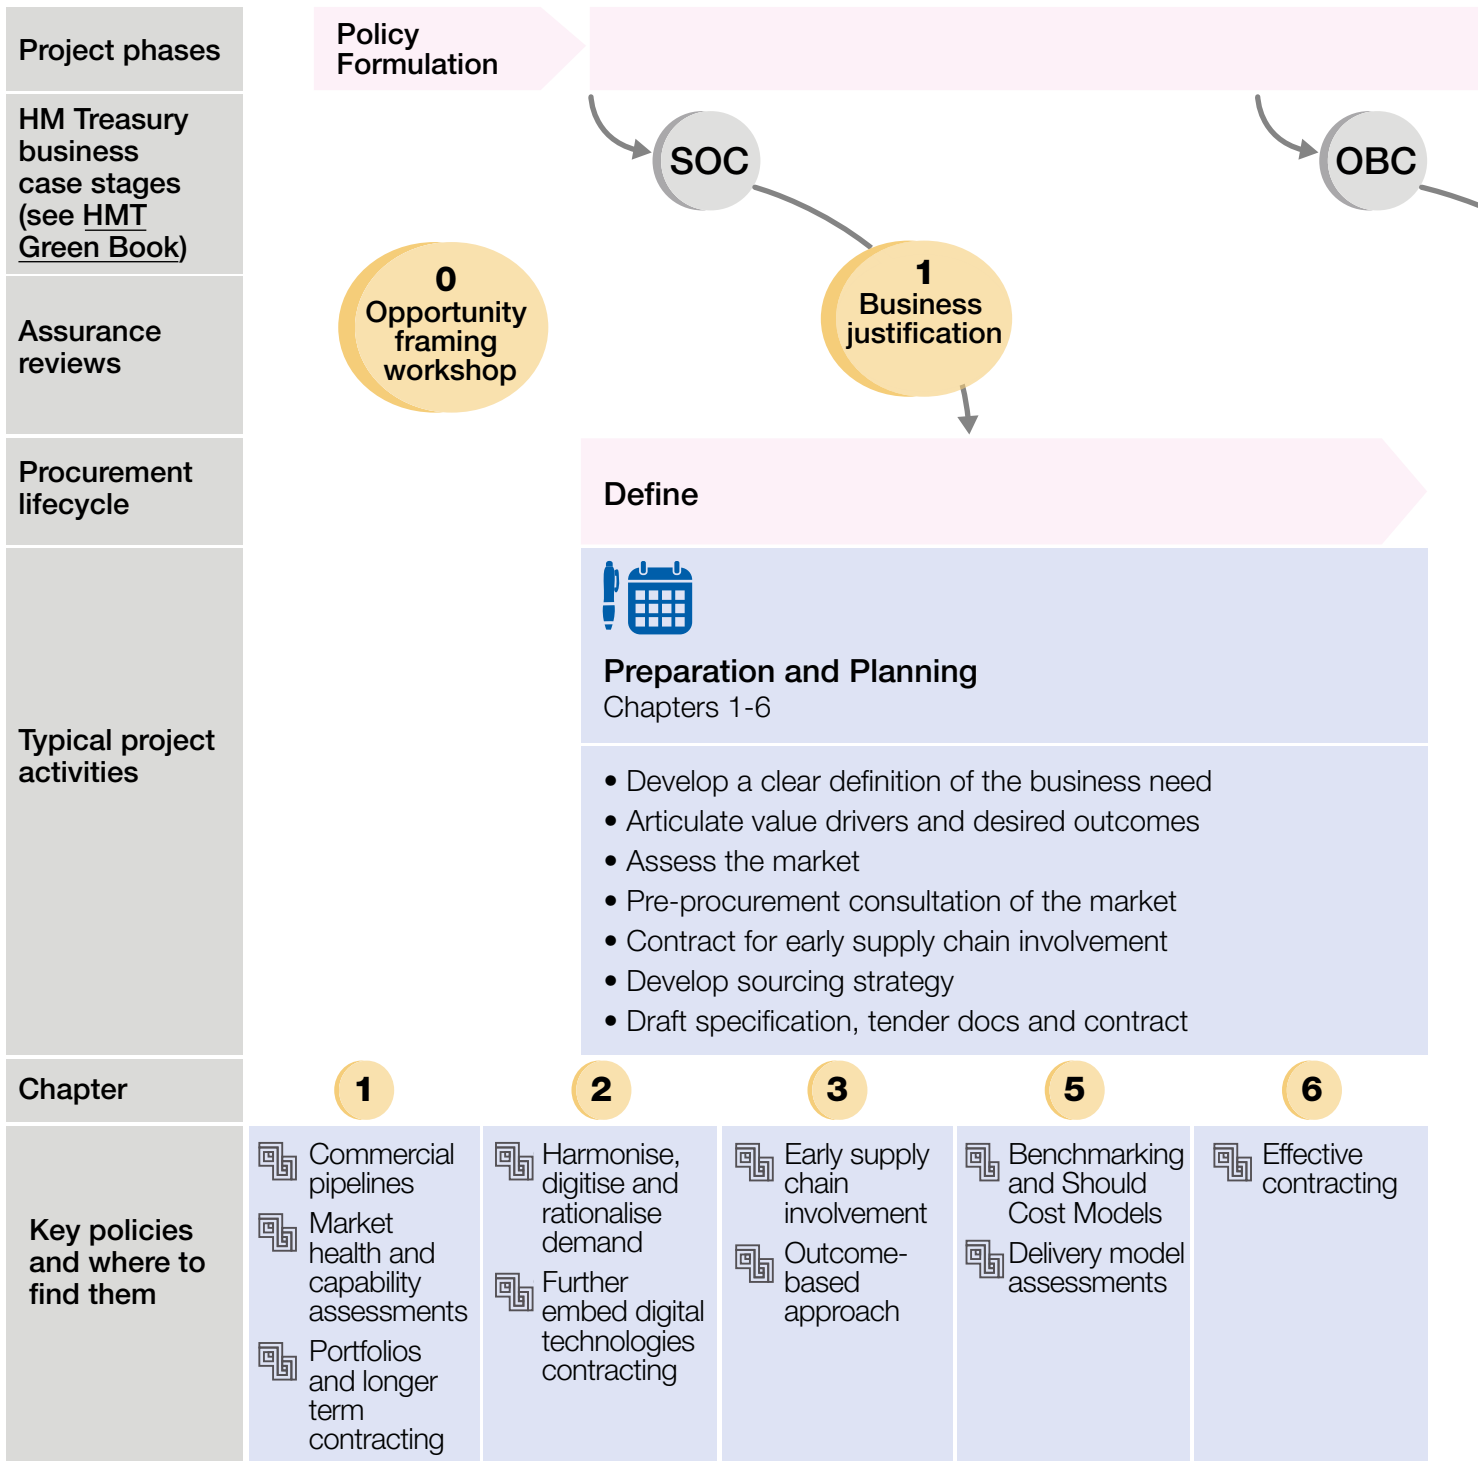 Project phases
Policy
Formulation
HM Treasury
business
case stages
(see HMT
Green Book)
SOC
OBC
Assurance
reviews
0
Opportunity
framing
workshop
1
Business
justification
Procurement
lifecycle
Define
Typical project
activities
Preparation and Planning
Chapters 1-6
• Develop a clear definition of the business need
• Articulate value drivers and desired outcomes
• Assess the market
• Pre-procurement consultation of the market
• Contract for early supply chain involvement
• Develop sourcing strategy
• Draft specification, tender docs and contract
Chapter
1
2
3
5
6
Key policies
and where to
find them
Commercial
pipelines
Market
health and
capability
assessments
Portfolios
and longer
term
contracting
Harmonise,
digitise and
rationalise
demand
Further
embed digital
technologies
contracting
Early supply
chain
involvement
Outcome-
based
approach
Benchmarking
and Should
Cost Models
Delivery model
assessments
Effective
contracting